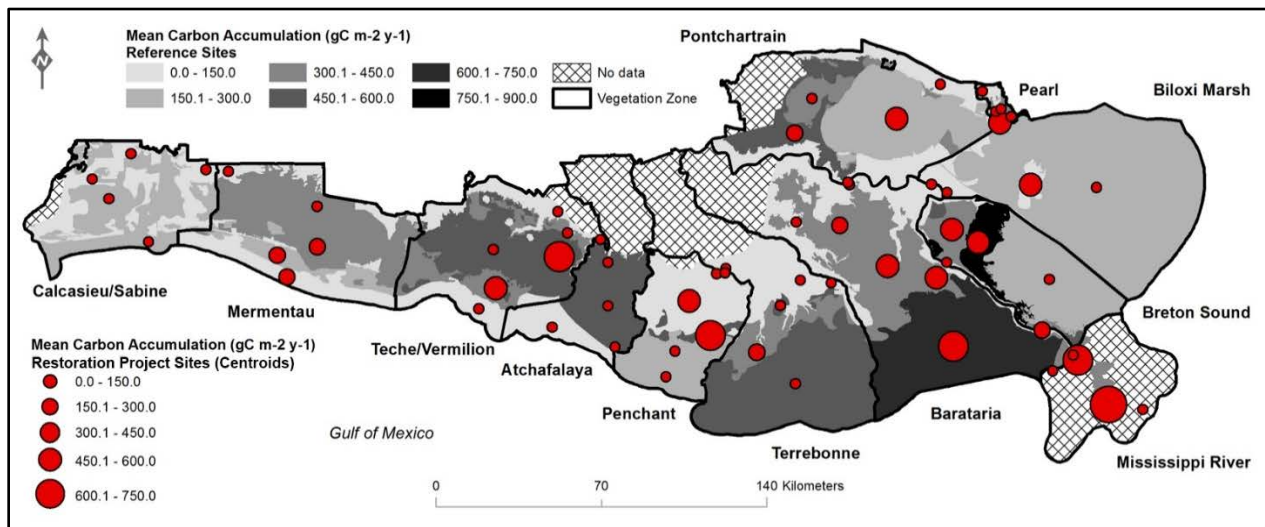 N
Mean Carbon Accumulation (gC m-2 y-1)
Reference Sites
0.0 - 150.0
150.1 - 300.0
300.1 - 450.0
450.1 - 600.0
600.1 - 750.0
750.1 - 900.0
No data
Vegetation Zone
Pontchartrain
Pearl
Biloxi Marsh
Calcasieu/Sabine
Mermentau
Teche/Vermilion
Atchafalaya
Penchant
Terrebonne
Barataria
Breton Sound
Mississippi River
Gulf of Mexico
Mean Carbon Accumulation (gC m-2 y-1)
Restoration Project Sites (Centroids)
0.0 - 150.0
150.1 - 300.0
300.1 - 450.0
450.1 - 600.0
600.1 - 750.0
0 70 140 Kilometers